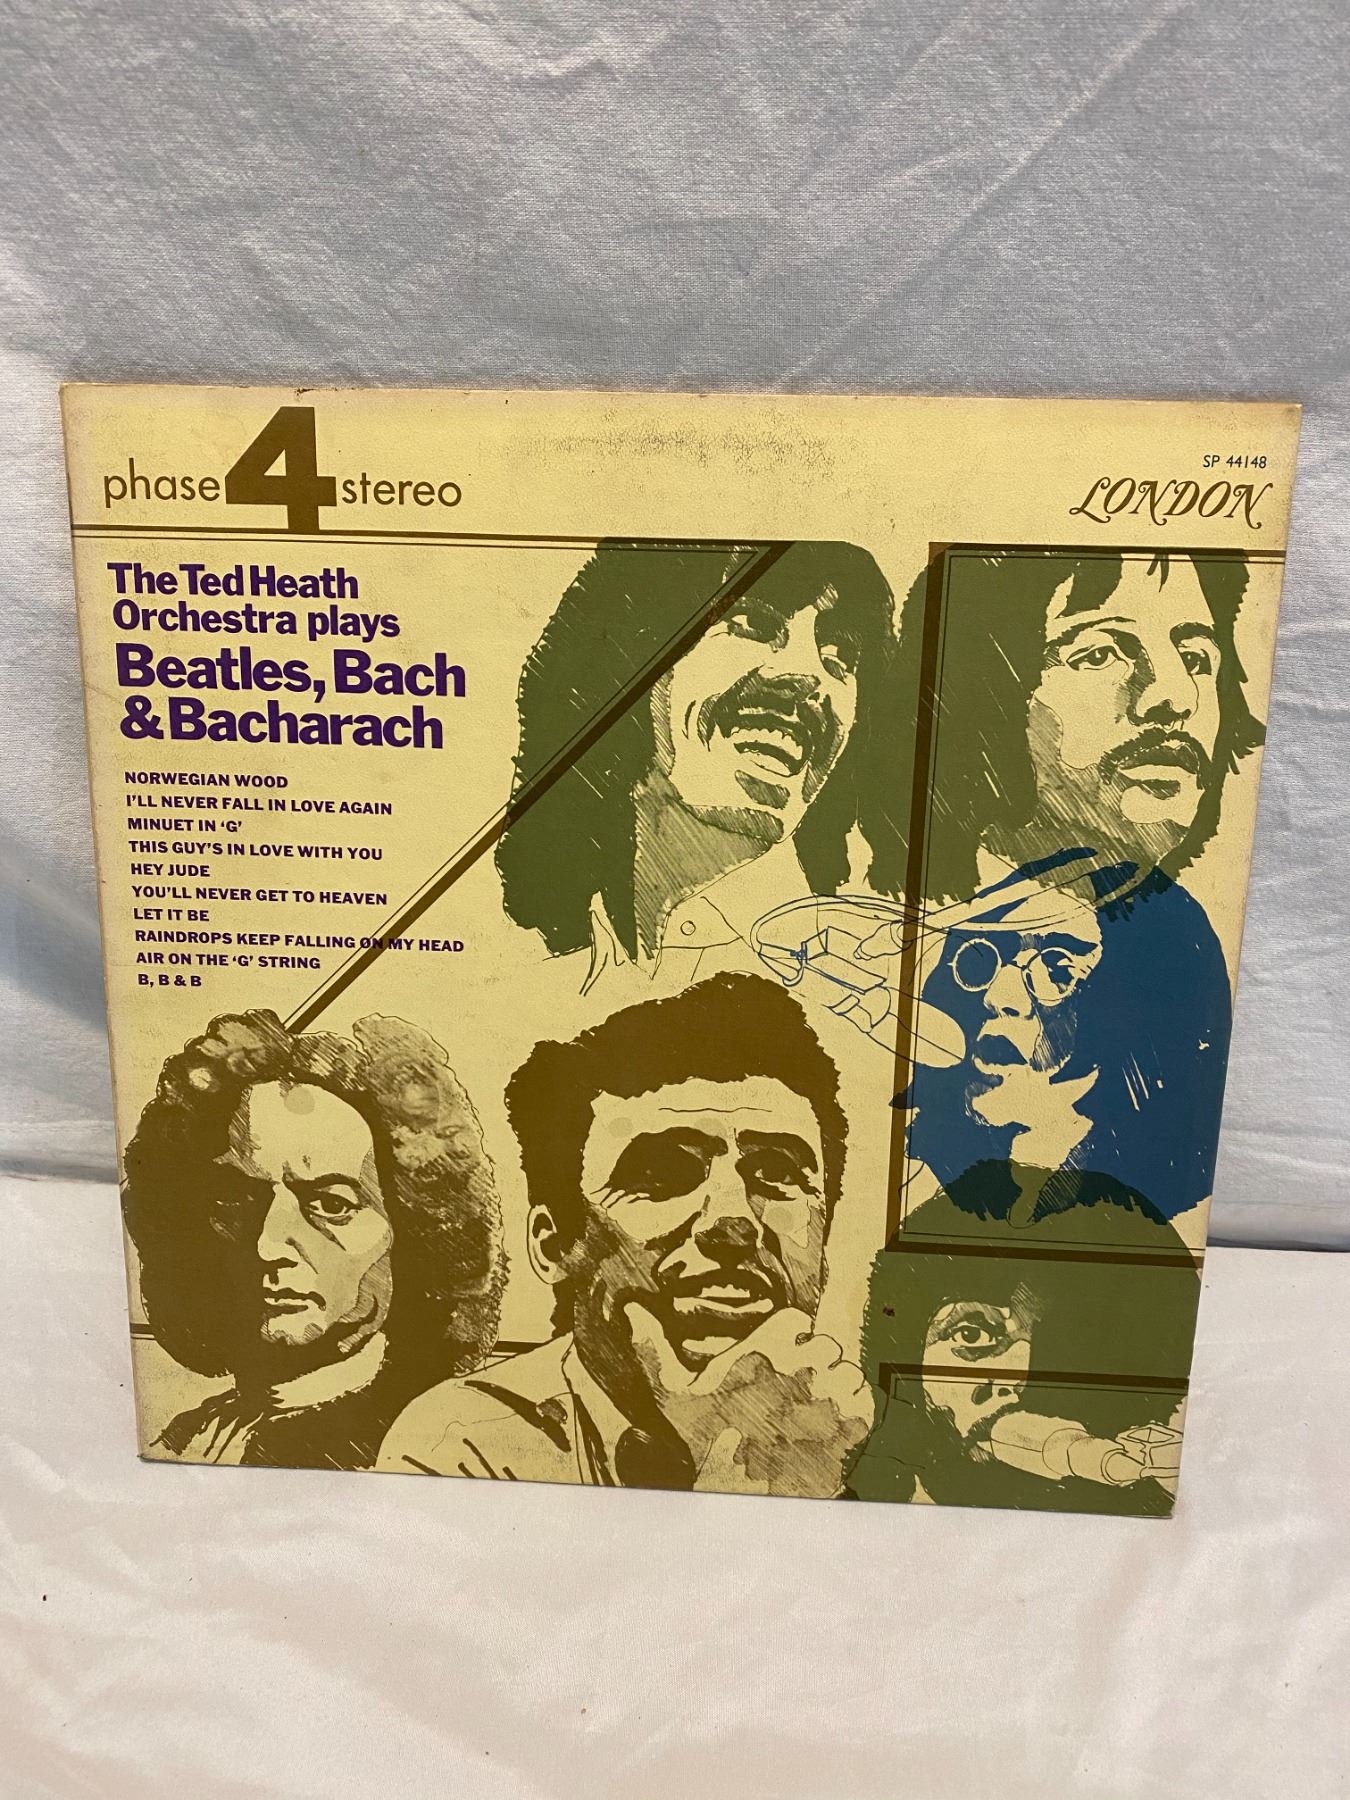 SP 44148
phase 4 stereo
LONDON
The Ted Heath
Orchestra plays
Beatles, Bach
& Bacharach
NORWEGIAN WOOD
I'LL NEVER FALL IN LOVE AGAIN
MINUET IN ‘G’
THIS GUY'S IN LOVE WITH YOU
HEY JUDE
YOU'LL NEVER GET TO HEAVEN
LET IT BE
RAINDROPS KEEP FALLING ON MY HEAD
AIR ON THE ‘G’ STRING
B, B & B